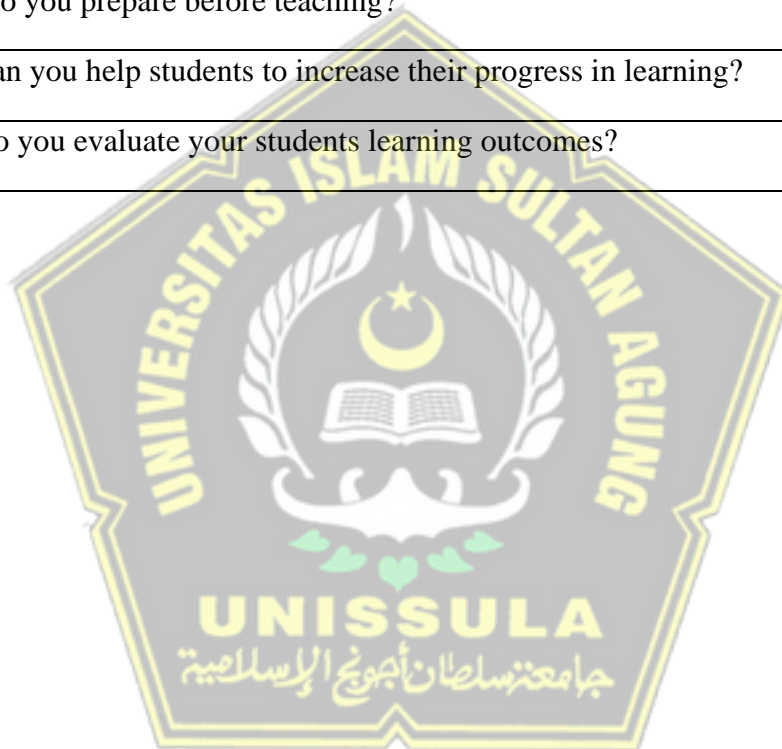 o you prepare before teaching?
an you help students to increase their progress in learning?
o you evaluate your students learning outcomes?
UNIVERSITAS ISLAM SULTAN AGUNG
UNISSULA
جامعة سلطان أجونج الإسلامية